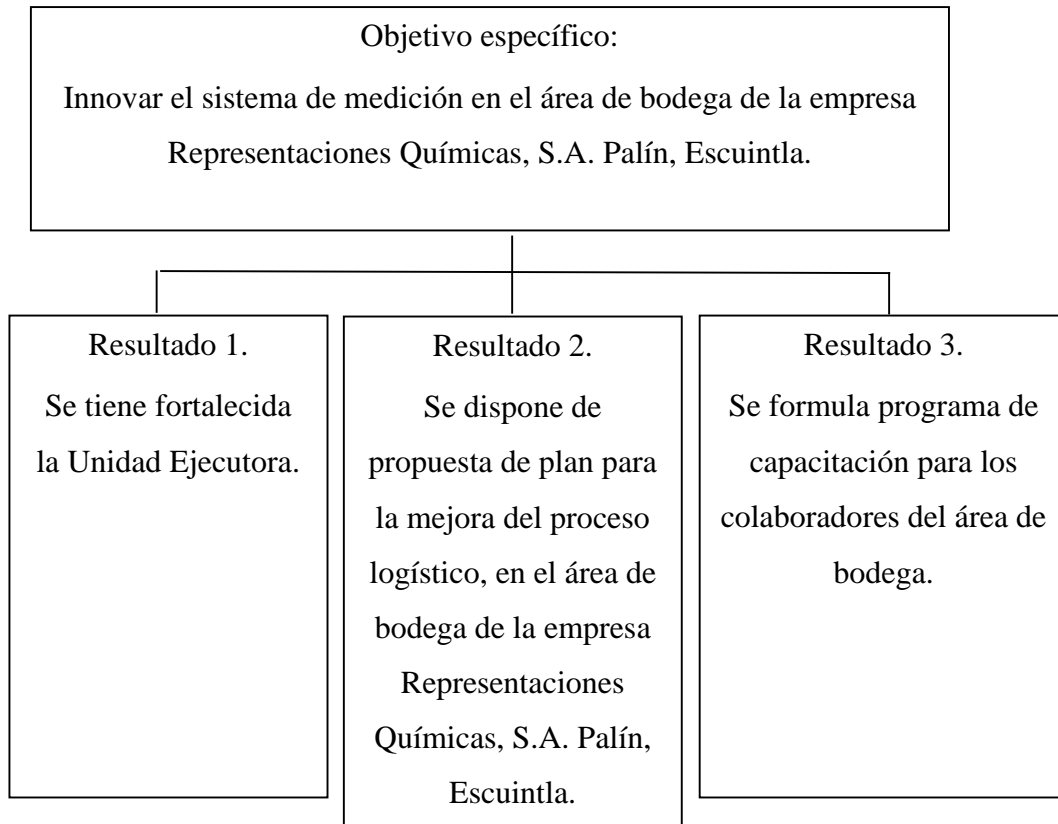 Objetivo específico:
Innovar el sistema de medición en el área de bodega de la empresa
Representaciones Químicas, S.A. Palín, Escuintla.
Resultado 1.
Se tiene fortalecida
la Unidad Ejecutora.
Resultado 2.
Se dispone de
propuesta de plan para
la mejora del proceso
logístico, en el área de
bodega de la empresa
Representaciones
Químicas, S.A. Palín,
Escuintla.
Resultado 3.
Se formula programa de
capacitación para los
colaboradores del área de
bodega.